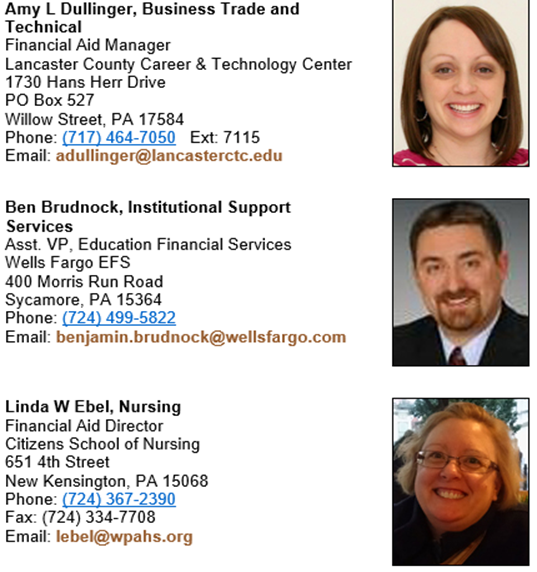 Amy L Dullinger, Business Trade and
Technical
Financial Aid Manager
Lancaster County Career & Technology Center
1730 Hans Herr Drive
PO Box 527
Willow Street, PA 17584
Phone: (717) 464-7050 Ext: 7115
Email: adullinger@lancasterctc.edu
Ben Brudnock, Institutional Support
Services
Asst. VP, Education Financial Services
Wells Fargo EFS
400 Morris Run Road
Sycamore, PA 15364
Phone: (724) 499-5822
Email: benjamin.brudnock@wellsfargo.com
Linda W Ebel, Nursing
Financial Aid Director
Citizens School of Nursing
651 4th Street
New Kensington, PA 15068
Phone: (724) 367-2390
Fax: (724) 334-7708
Email: lebel@wpahs.org